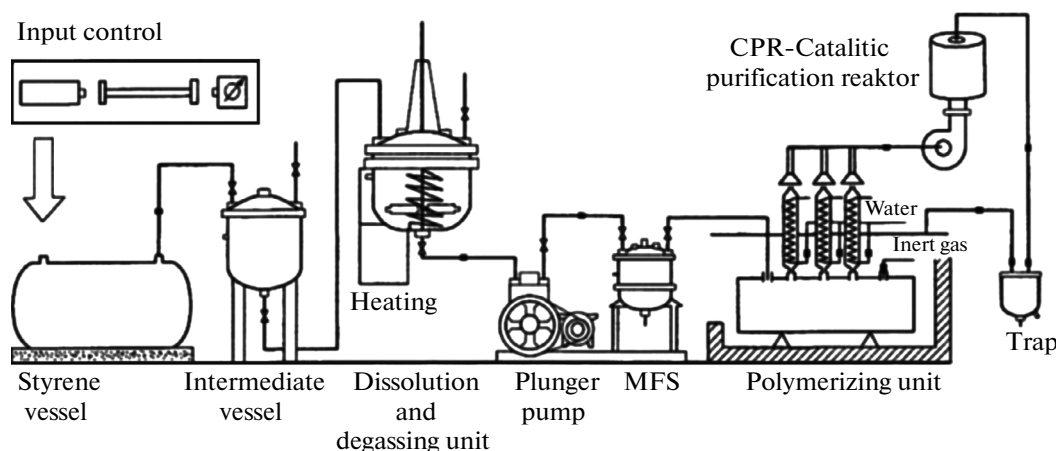 Input control
CPR-Catalitic
purification reaktor
Water
Inert gas
Heating
Trap
Styrene
vessel
Intermediate
vessel
Dissolution
and
degassing unit
Plunger
pump
MFS
Polymerizing unit